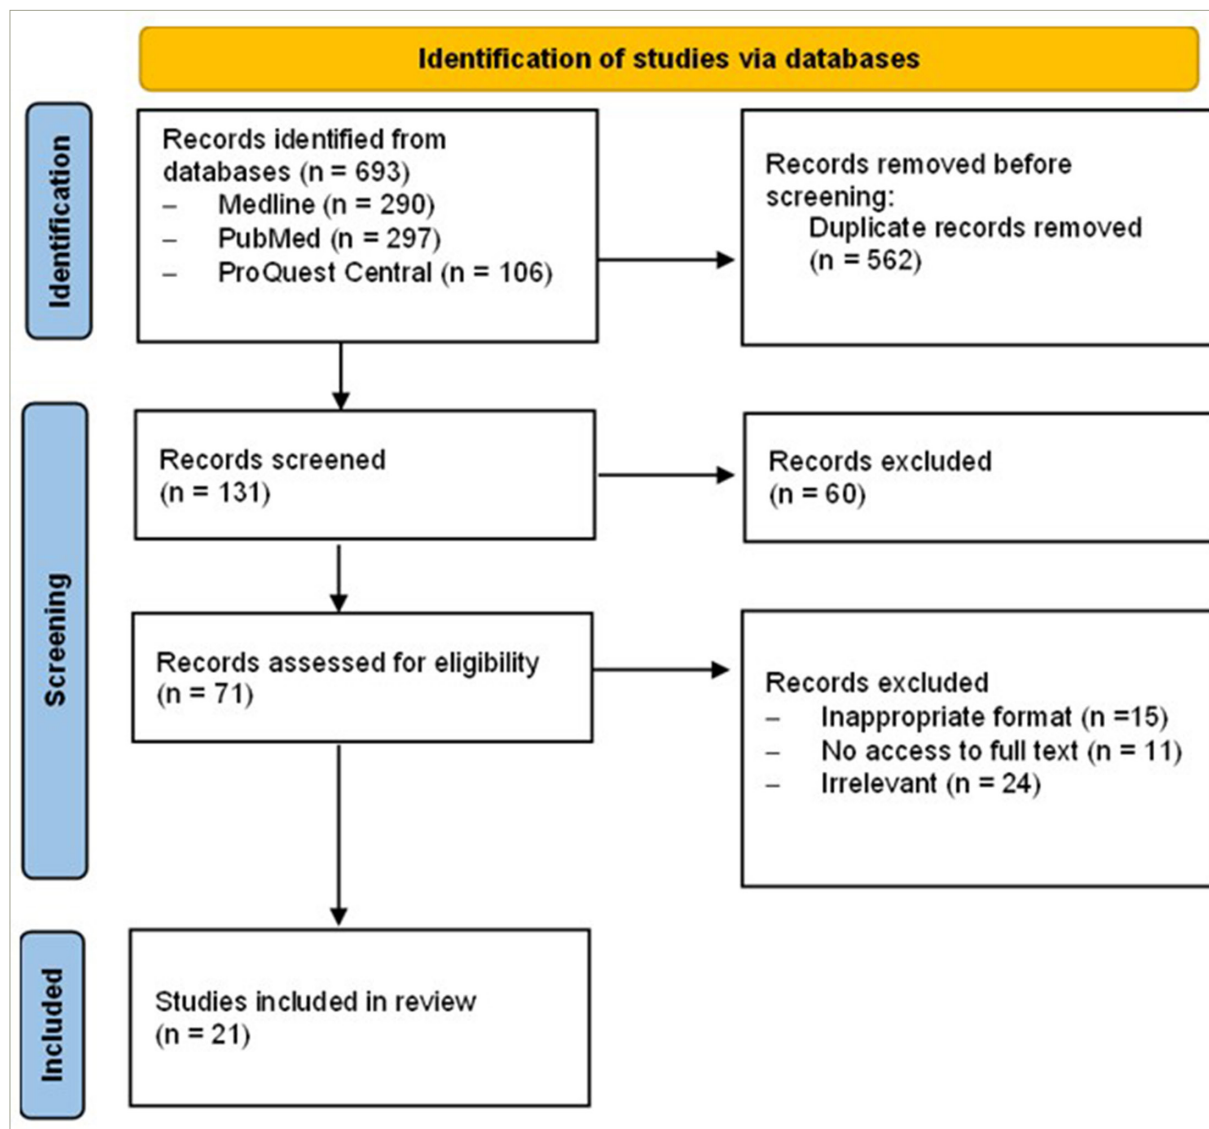 Identification of studies via databases
Identification
Records identified from
databases (n = 693)
– Medline (n = 290)
– PubMed (n = 297)
– ProQuest Central (n = 106)
Records removed before
screening:
Duplicate records removed
(n = 562)
Screening
Records screened
(n = 131)
Records excluded
(n = 60)
Records assessed for eligibility
(n = 71)
Records excluded
– Inappropriate format (n =15)
– No access to full text (n = 11)
– Irrelevant (n = 24)
Included
Studies included in review
(n = 21)